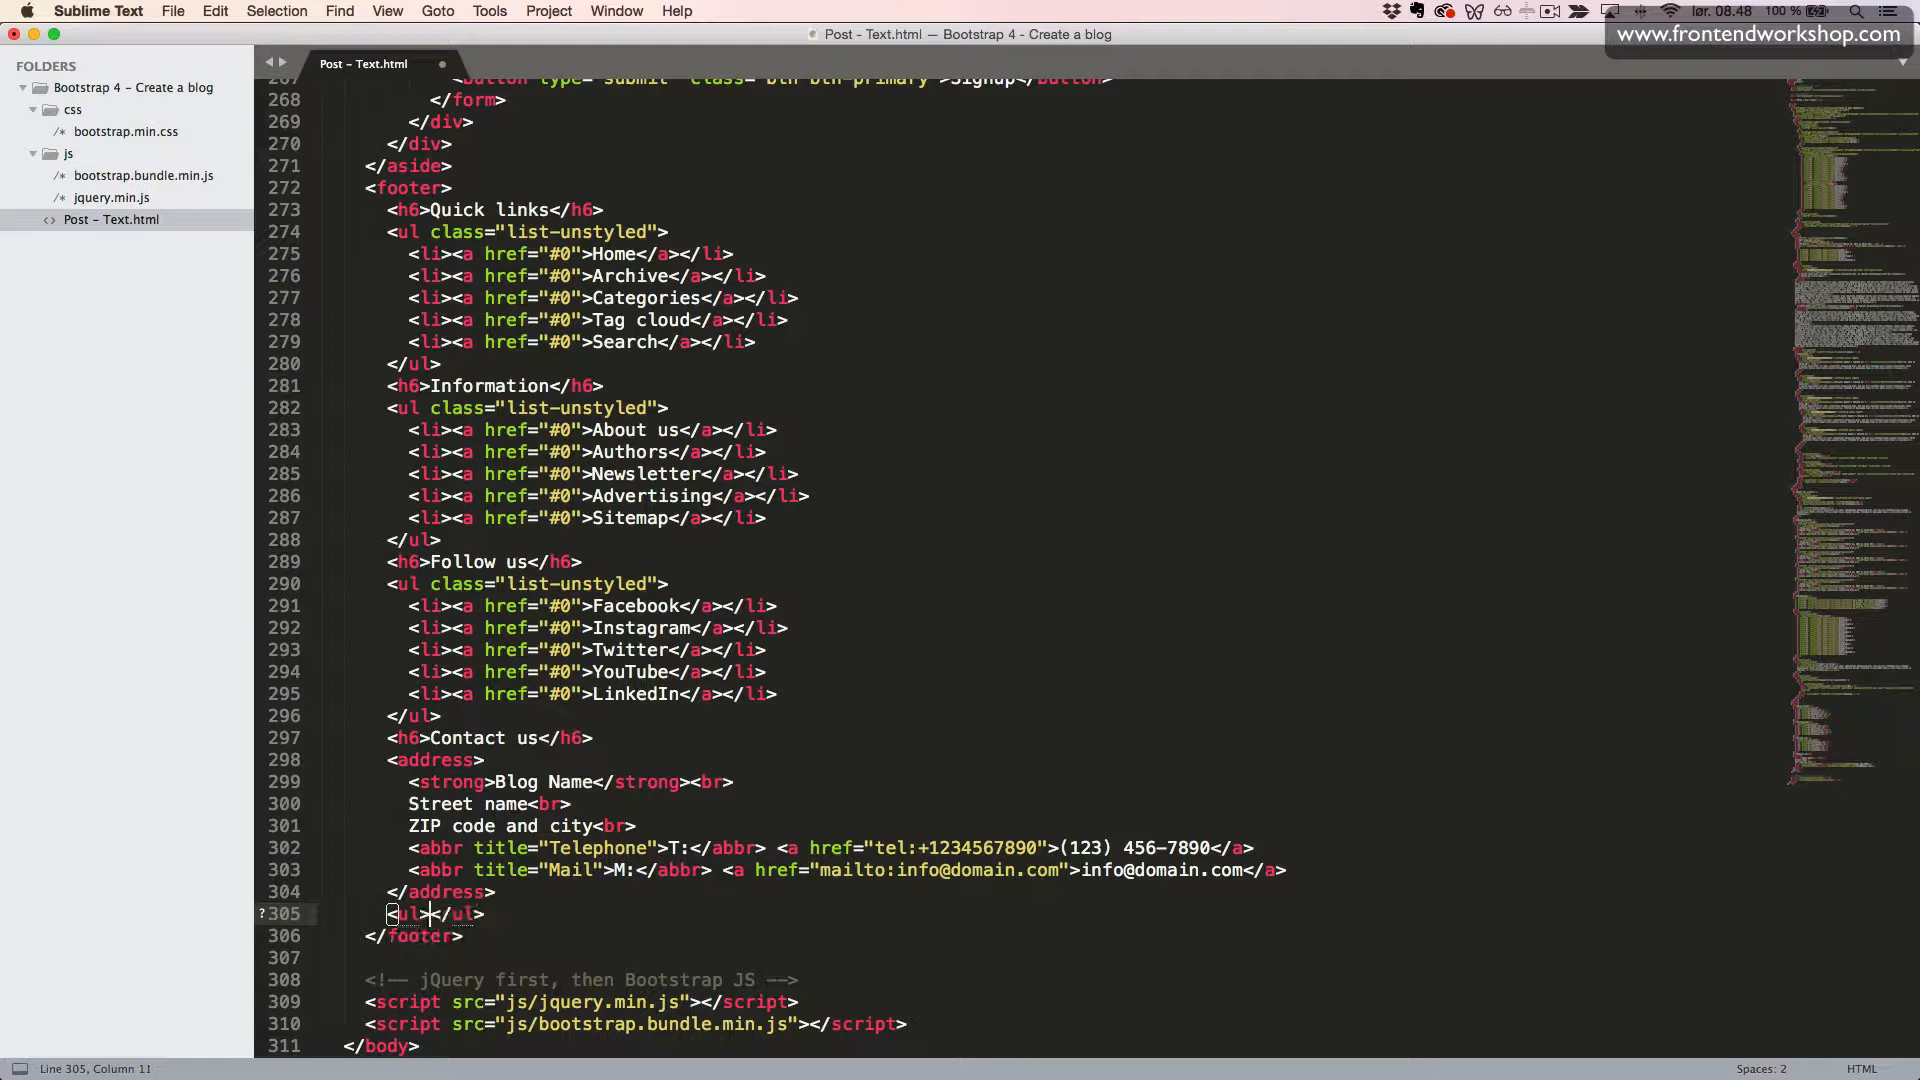 Sublime Text File Edit Selection Find View Goto Tools Project Window Help lør. 08.48 100 %
Post - Text.html — Bootstrap 4 - Create a blog
www.frontendworkshop.com
FOLDERS
Bootstrap 4 - Create a blog
css
/* bootstrap.min.css
js
/* bootstrap.bundle.min.js
/* jquery.min.js
<> Post - Text.html
Post - Text.html
267 <button type="submit" class="btn btn-primary">Signup</button>
268 </form>
269 </div>
270 </div>
271 </aside>
272 <footer>
273 <h6>Quick links</h6>
274 <ul class="list-unstyled">
275 <li><a href="#0">Home</a></li>
276 <li><a href="#0">Archive</a></li>
277 <li><a href="#0">Categories</a></li>
278 <li><a href="#0">Tag cloud</a></li>
279 <li><a href="#0">Search</a></li>
280 </ul>
281 <h6>Information</h6>
282 <ul class="list-unstyled">
283 <li><a href="#0">About us</a></li>
284 <li><a href="#0">Authors</a></li>
285 <li><a href="#0">Newsletter</a></li>
286 <li><a href="#0">Advertising</a></li>
287 <li><a href="#0">Sitemap</a></li>
288 </ul>
289 <h6>Follow us</h6>
290 <ul class="list-unstyled">
291 <li><a href="#0">Facebook</a></li>
292 <li><a href="#0">Instagram</a></li>
293 <li><a href="#0">Twitter</a></li>
294 <li><a href="#0">YouTube</a></li>
295 <li><a href="#0">LinkedIn</a></li>
296 </ul>
297 <h6>Contact us</h6>
298 <address>
299 <strong>Blog Name</strong><br>
300 Street name<br>
301 ZIP code and city<br>
302 <abbr title="Telephone">T:</abbr> <a href="tel:+1234567890">(123) 456-7890</a>
303 <abbr title="Mail">M:</abbr> <a href="mailto:info@domain.com">info@domain.com</a>
304 </address>
?305 <ul></ul>
306 </footer>
307
308 <!-- jQuery first, then Bootstrap JS -->
309 <script src="js/jquery.min.js"></script>
310 <script src="js/bootstrap.bundle.min.js"></script>
311 </body>
Line 305, Column 11 Spaces: 2 HTML